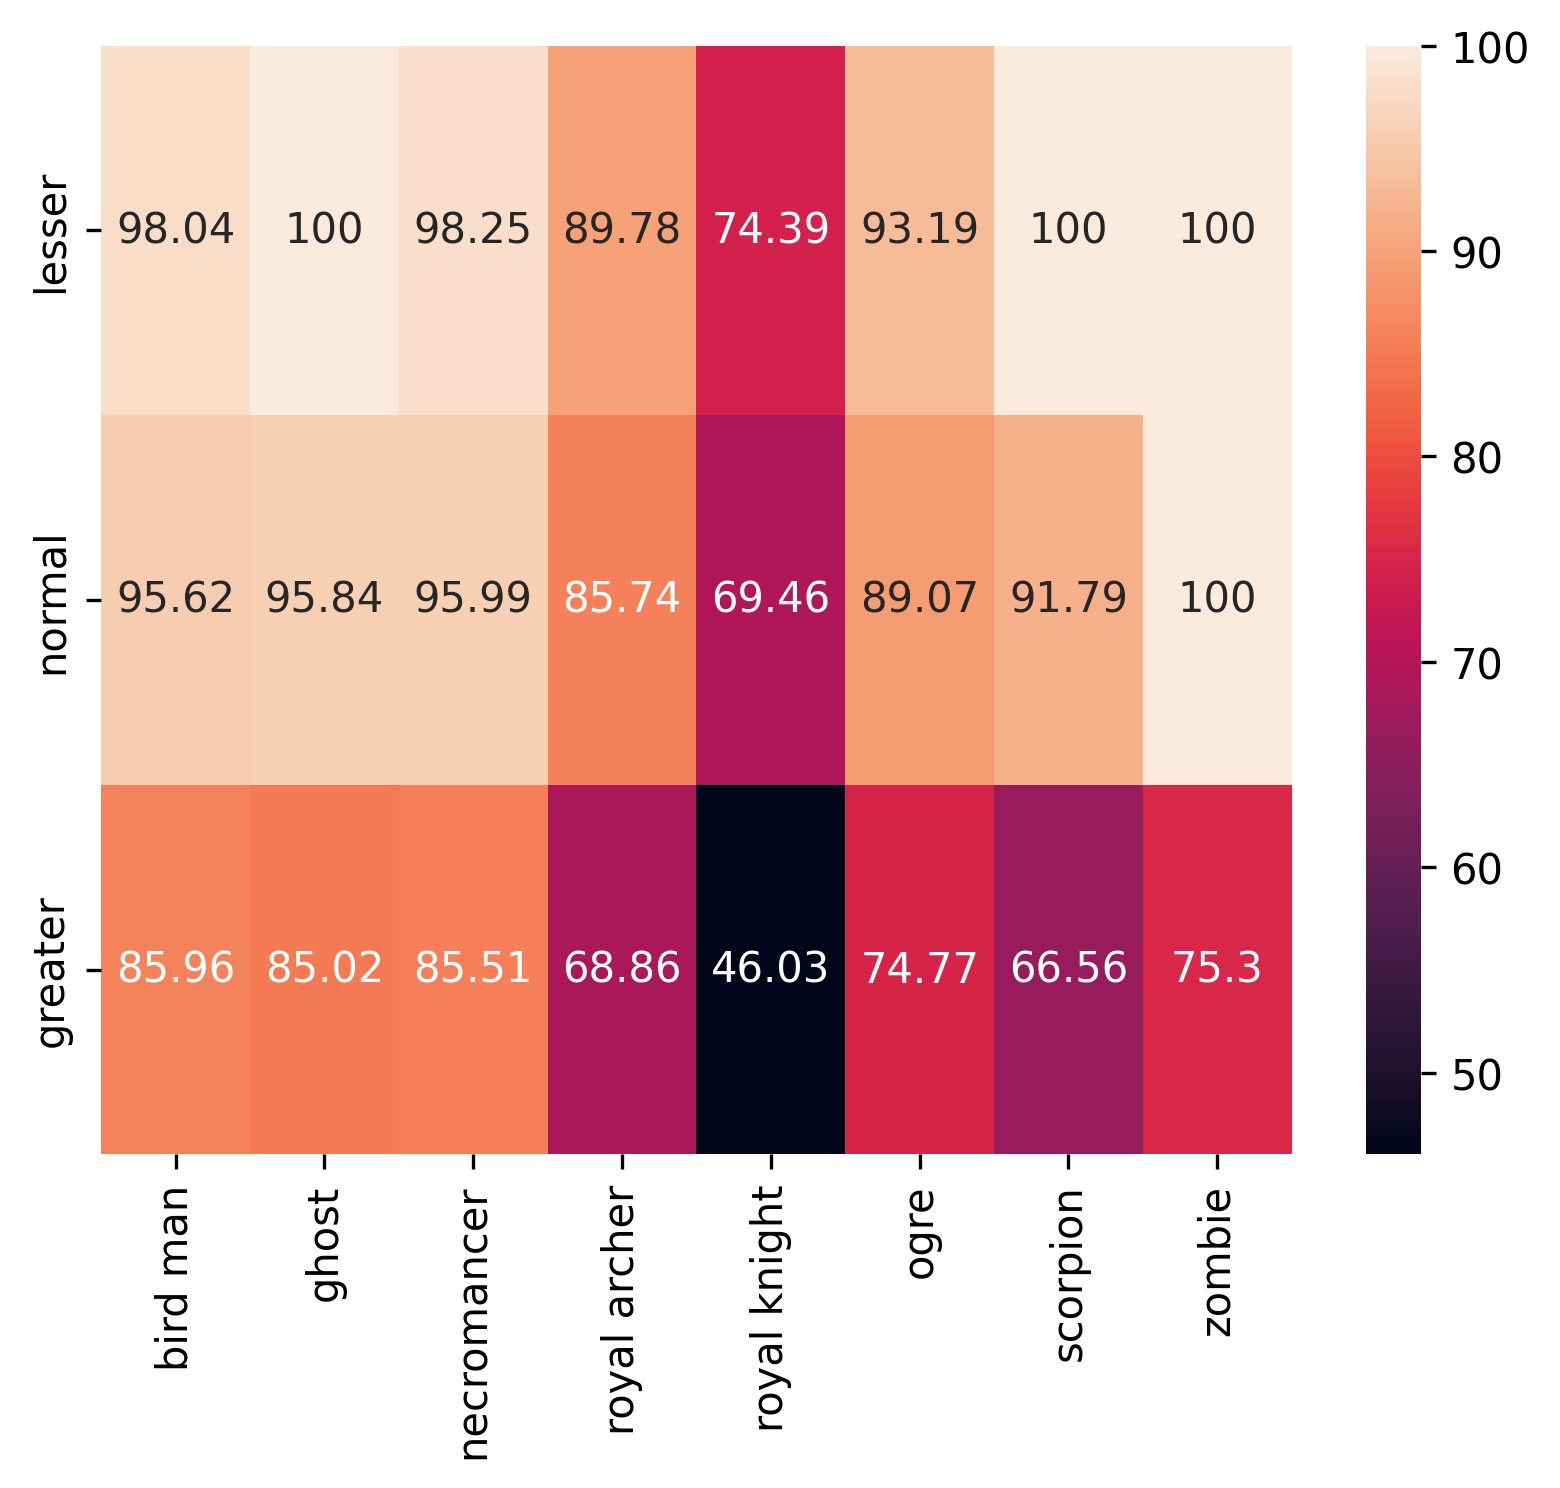 lesser 98.04 100 98.25 89.78 74.39 93.19 100 100
normal 95.62 95.84 95.99 85.74 69.46 89.07 91.79 100
greater 85.96 85.02 85.51 68.86 46.03 74.77 66.56 75.3
bird man
ghost
necromancer
royal archer
royal knight
ogre
scorpion
zombie
100
90
80
70
60
50